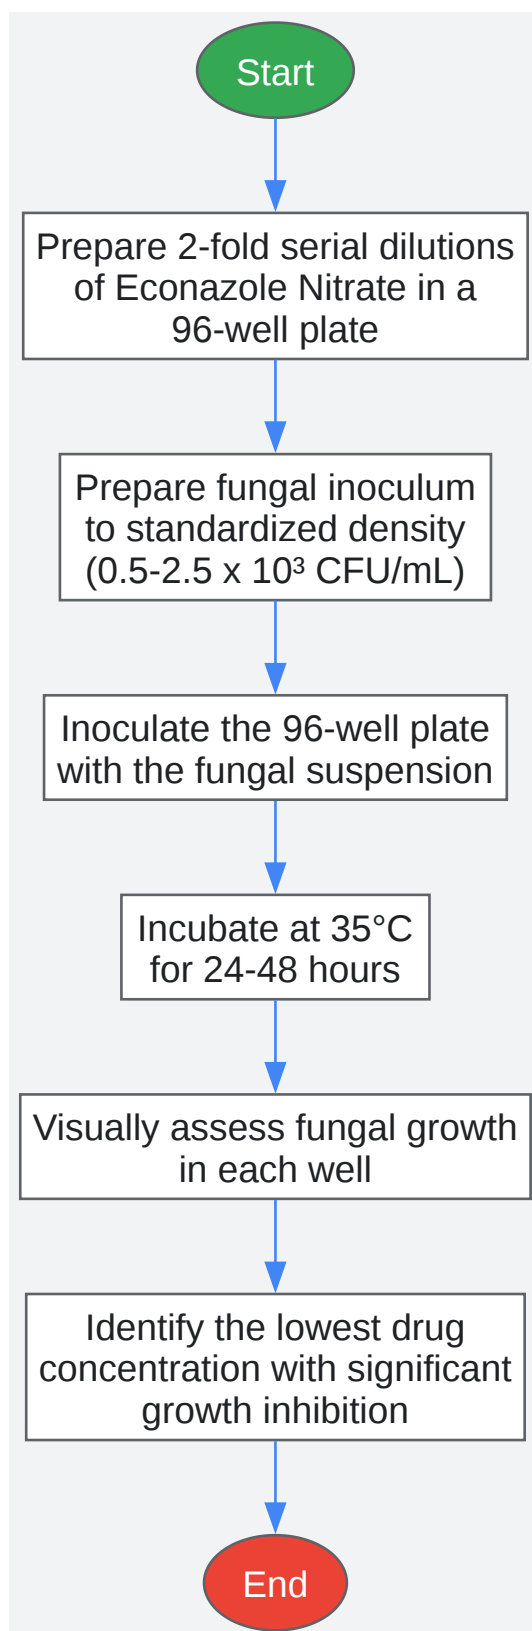 Start
Prepare 2-fold serial dilutions
of Econazole Nitrate in a
96-well plate
Prepare fungal inoculum
to standardized density
(0.5-2.5 x 10³ CFU/mL)
Inoculate the 96-well plate
with the fungal suspension
Incubate at 35°C
for 24-48 hours
Visually assess fungal growth
in each well
Identify the lowest drug
concentration with significant
growth inhibition
End